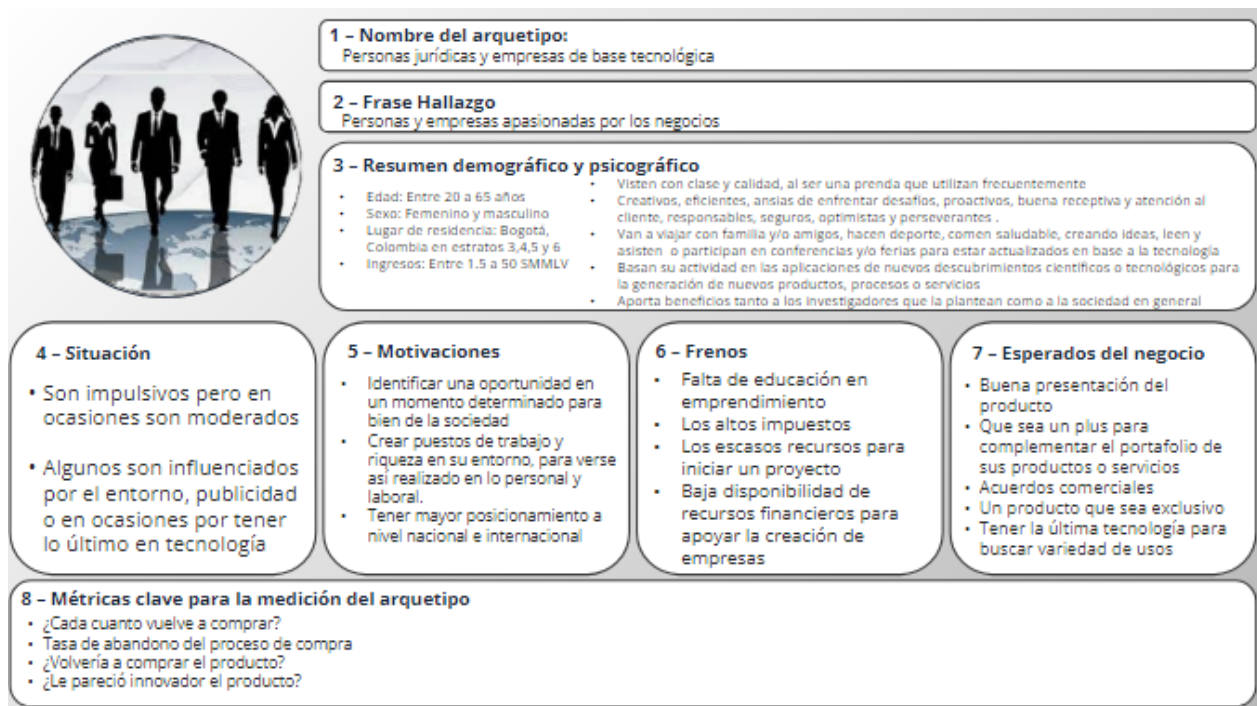 1 – Nombre del arquetipo:
Personas jurídicas y empresas de base tecnológica
2 – Frase Hallazgo
Personas y empresas apasionadas por los negocios
3 – Resumen demográfico y psicográfico
• Edad: Entre 20 a 65 años
• Sexo: Femenino y masculino
• Lugar de residencia: Bogotá,
Colombia en estratos 3,4,5 y 6
• Ingresos: Entre 1.5 a 50 SMMLV
• Visten con clase y calidad, al ser una prenda que utilizan frecuentemente
• Creativos, eficientes, ansias de enfrentar desafíos, proactivos, buena receptiva y atención al
cliente, responsables, seguros, optimistas y perseverantes .
• Van a viajar con familia y/o amigos, hacen deporte, comen saludable, creando ideas, leen y
asisten o participan en conferencias y/o ferias para estar actualizados en base a la tecnología
• Basan su actividad en las aplicaciones de nuevos descubrimientos científicos o tecnológicos para
la generación de nuevos productos, procesos o servicios
• Aporta beneficios tanto a los investigadores que la plantean como a la sociedad en general
4 – Situación
• Son impulsivos pero en
ocasiones son moderados
• Algunos son influenciados
por el entorno, publicidad
o en ocasiones por tener
lo último en tecnología
5 – Motivaciones
• Identificar una oportunidad en
un momento determinado para
bien de la sociedad
• Crear puestos de trabajo y
riqueza en su entorno, para verse
así realizado en lo personal y
laboral.
• Tener mayor posicionamiento a
nivel nacional e internacional
6 – Frenos
• Falta de educación en
emprendimiento
• Los altos impuestos
• Los escasos recursos para
iniciar un proyecto
• Baja disponibilidad de
recursos financieros para
apoyar la creación de
empresas
7 – Esperados del negocio
• Buena presentación del
producto
• Que sea un plus para
complementar el portafolio de
sus productos o servicios
• Acuerdos comerciales
• Un producto que sea exclusivo
• Tener la última tecnología para
buscar variedad de usos
8 – Métricas clave para la medición del arquetipo
• ¿Cada cuanto vuelve a comprar?
• Tasa de abandono del proceso de compra
• ¿Volvería a comprar el producto?
• ¿Le pareció innovador el producto?